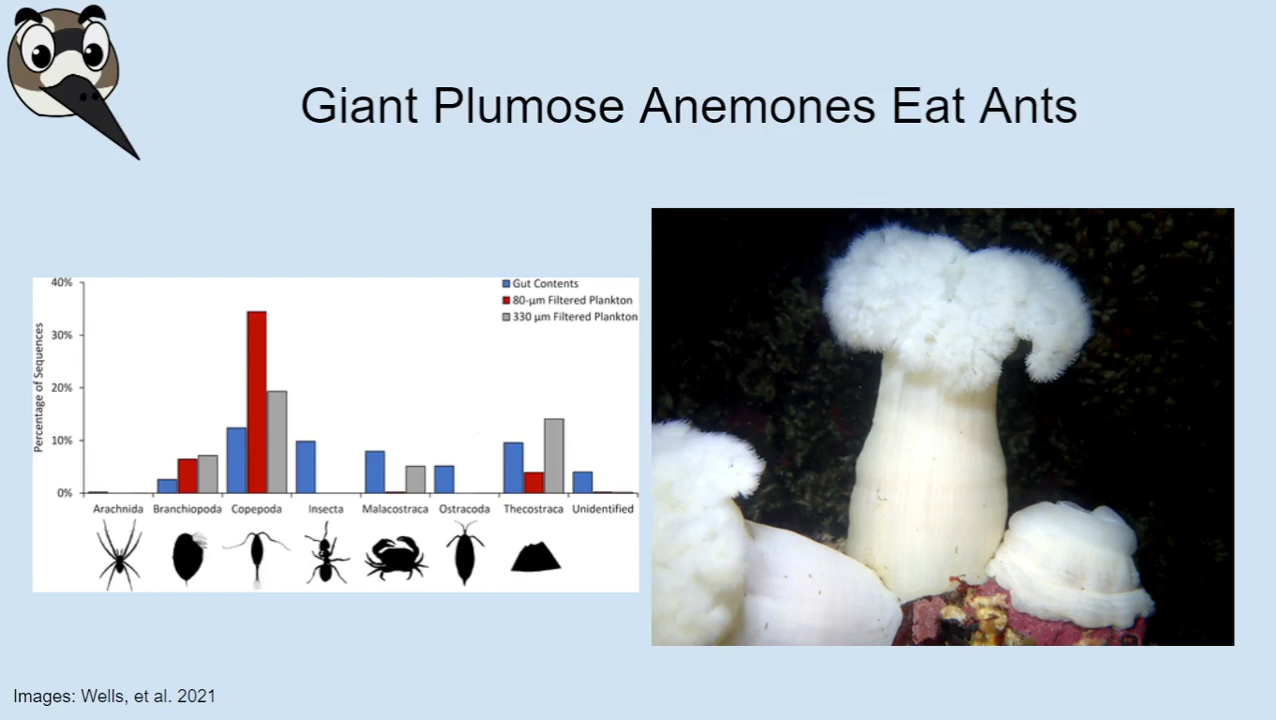 Giant Plumose Anemones Eat Ants
40%
30%
20%
10%
0%
Percentage of Sequences
Gut Contents
80-µm Filtered Plankton
330 µm Filtered Plankton
Arachnida Branchiopoda Copepoda Insecta Malacostraca Ostracoda Thecostraca Unidentified
Images: Wells, et al. 2021